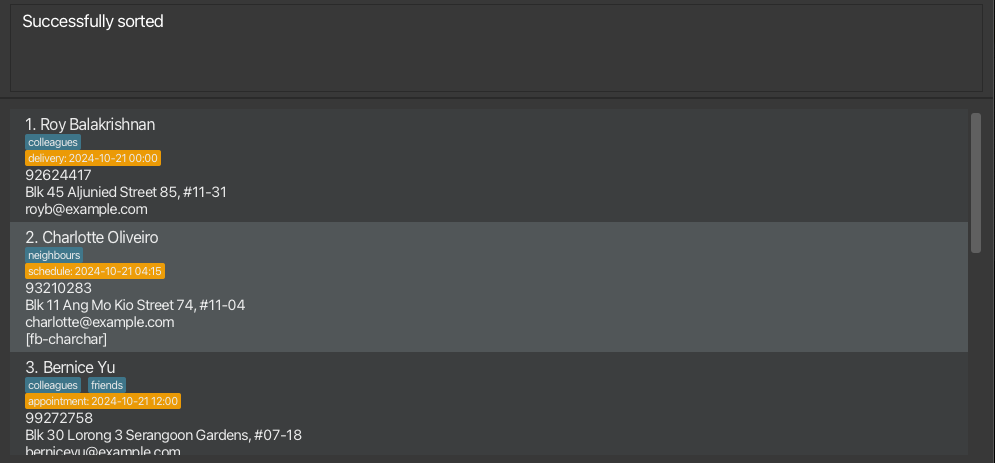 Successfully sorted
1. Roy Balakrishnan
colleagues
delivery: 2024-10-21 00:00
92624417
Blk 45 Aljunied Street 85, #11-31
royb@example.com
2. Charlotte Oliveiro
neighbours
schedule: 2024-10-21 04:15
93210283
Blk 11 Ang Mo Kio Street 74, #11-04
charlotte@example.com
[fb-charchar]
3. Bernice Yu
colleagues friends
appointment: 2024-10-21 12:00
99272758
Blk 30 Lorong 3 Serangoon Gardens, #07-18
berniceyu@example.com